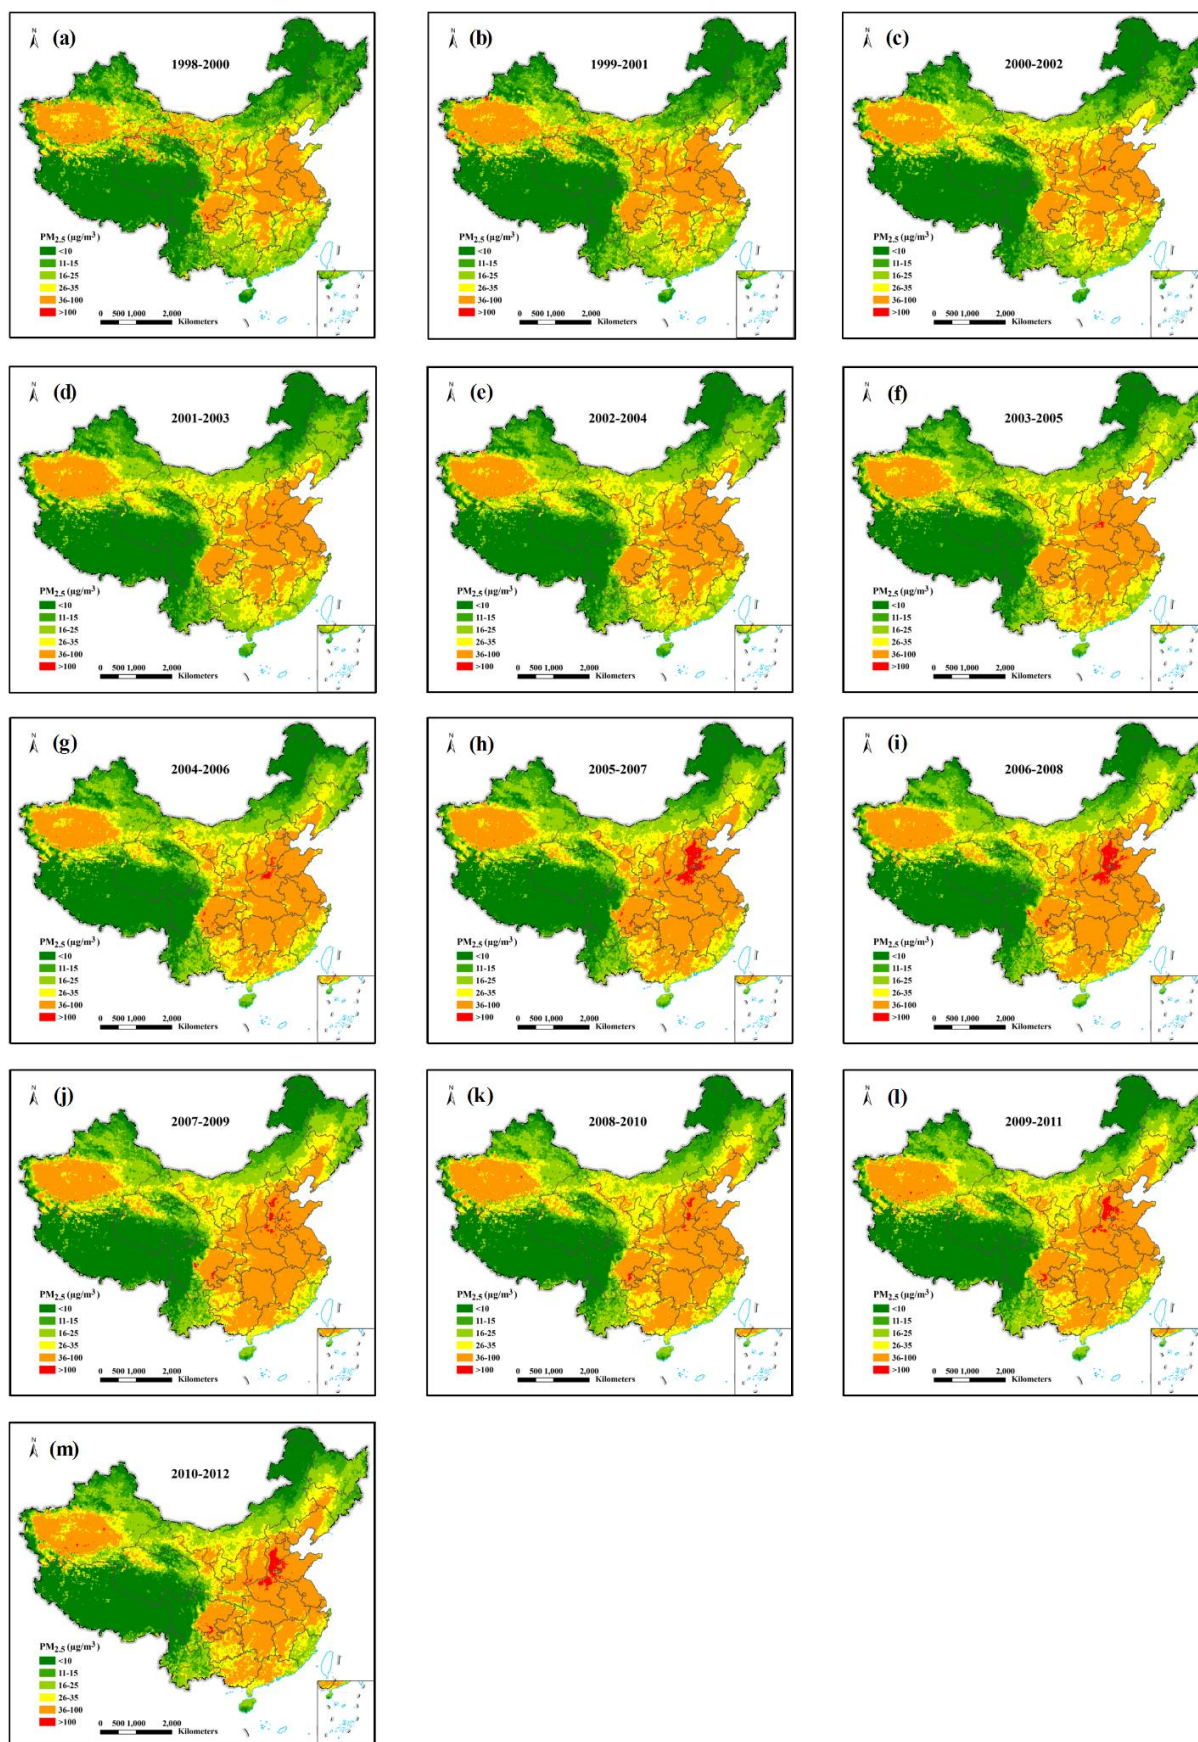 N
(a)
1998-2000
PM2.5 (µg/m³)
<10
11-15
16-25
26-35
36-100
>100
0 500 1,000 2,000
Kilometers
N
(b)
1999-2001
PM2.5 (µg/m³)
<10
11-15
16-25
26-35
36-100
>100
0 500 1,000 2,000
Kilometers
N
(c)
2000-2002
PM2.5 (µg/m³)
<10
11-15
16-25
26-35
36-100
>100
0 500 1,000 2,000
Kilometers
N
(d)
2001-2003
PM2.5 (µg/m³)
<10
11-15
16-25
26-35
36-100
>100
0 500 1,000 2,000
Kilometers
N
(e)
2002-2004
PM2.5 (µg/m³)
<10
11-15
16-25
26-35
36-100
>100
0 500 1,000 2,000
Kilometers
N
(f)
2003-2005
PM2.5 (µg/m³)
<10
11-15
16-25
26-35
36-100
>100
0 500 1,000 2,000
Kilometers
N
(g)
2004-2006
PM2.5 (µg/m³)
<10
11-15
16-25
26-35
36-100
>100
0 500 1,000 2,000
Kilometers
N
(h)
2005-2007
PM2.5 (µg/m³)
<10
11-15
16-25
26-35
36-100
>100
0 500 1,000 2,000
Kilometers
N
(i)
2006-2008
PM2.5 (µg/m³)
<10
11-15
16-25
26-35
36-100
>100
0 500 1,000 2,000
Kilometers
N
(j)
2007-2009
PM2.5 (µg/m³)
<10
11-15
16-25
26-35
36-100
>100
0 500 1,000 2,000
Kilometers
N
(k)
2008-2010
PM2.5 (µg/m³)
<10
11-15
16-25
26-35
36-100
>100
0 500 1,000 2,000
Kilometers
N
(l)
2009-2011
PM2.5 (µg/m³)
<10
11-15
16-25
26-35
36-100
>100
0 500 1,000 2,000
Kilometers
N
(m)
2010-2012
PM2.5 (µg/m³)
<10
11-15
16-25
26-35
36-100
>100
0 500 1,000 2,000
Kilometers